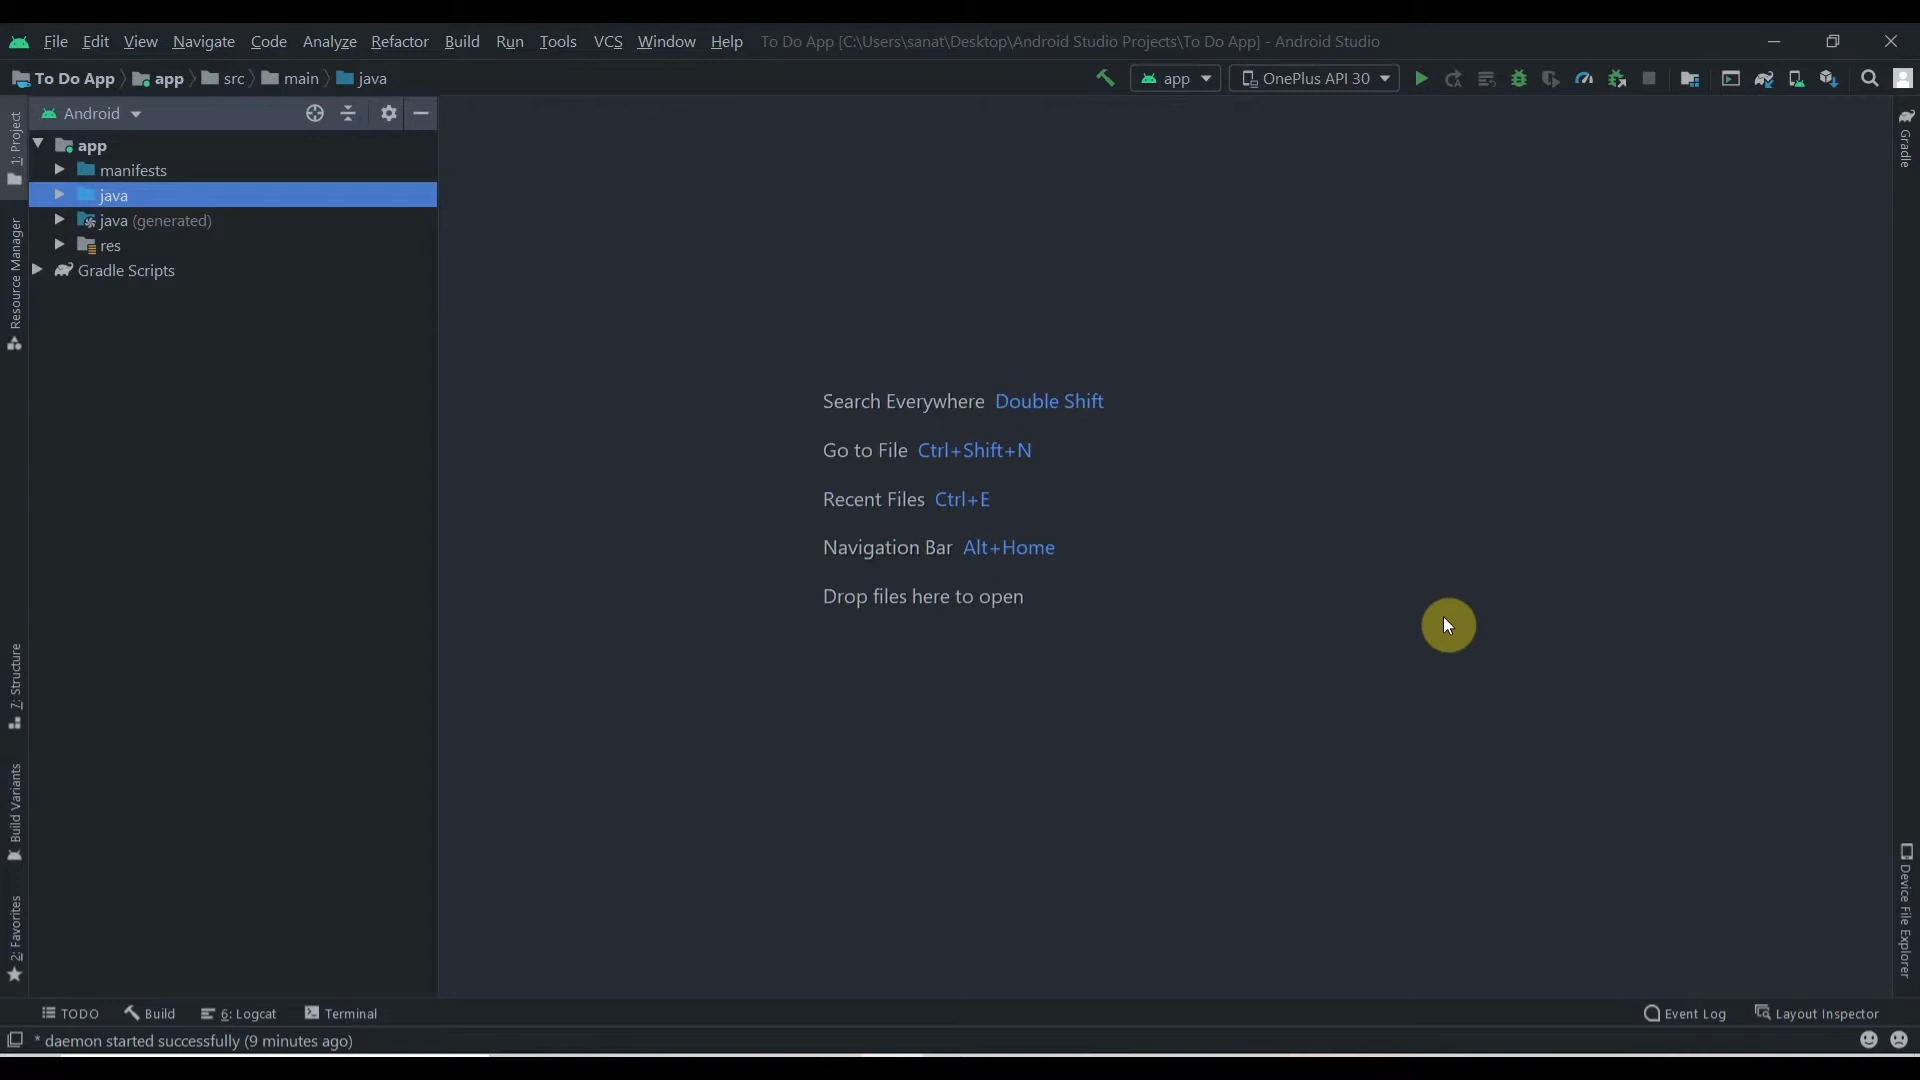 File Edit View Navigate Code Analyze Refactor Build Run Tools VCS Window Help To Do App [C:\Users\sanat\Desktop\Android Studio Projects\To Do App] - Android Studio
To Do App app src main java app OnePlus API 30
Android
1: Project
app
manifests
java
java (generated)
res
Gradle Scripts
Resource Manager
7: Structure
Build Variants
2: Favorites
Search Everywhere Double Shift
Go to File Ctrl+Shift+N
Recent Files Ctrl+E
Navigation Bar Alt+Home
Drop files here to open
Gradle
Device File Explorer
TODO Build 6: Logcat Terminal Event Log Layout Inspector
* daemon started successfully (9 minutes ago)